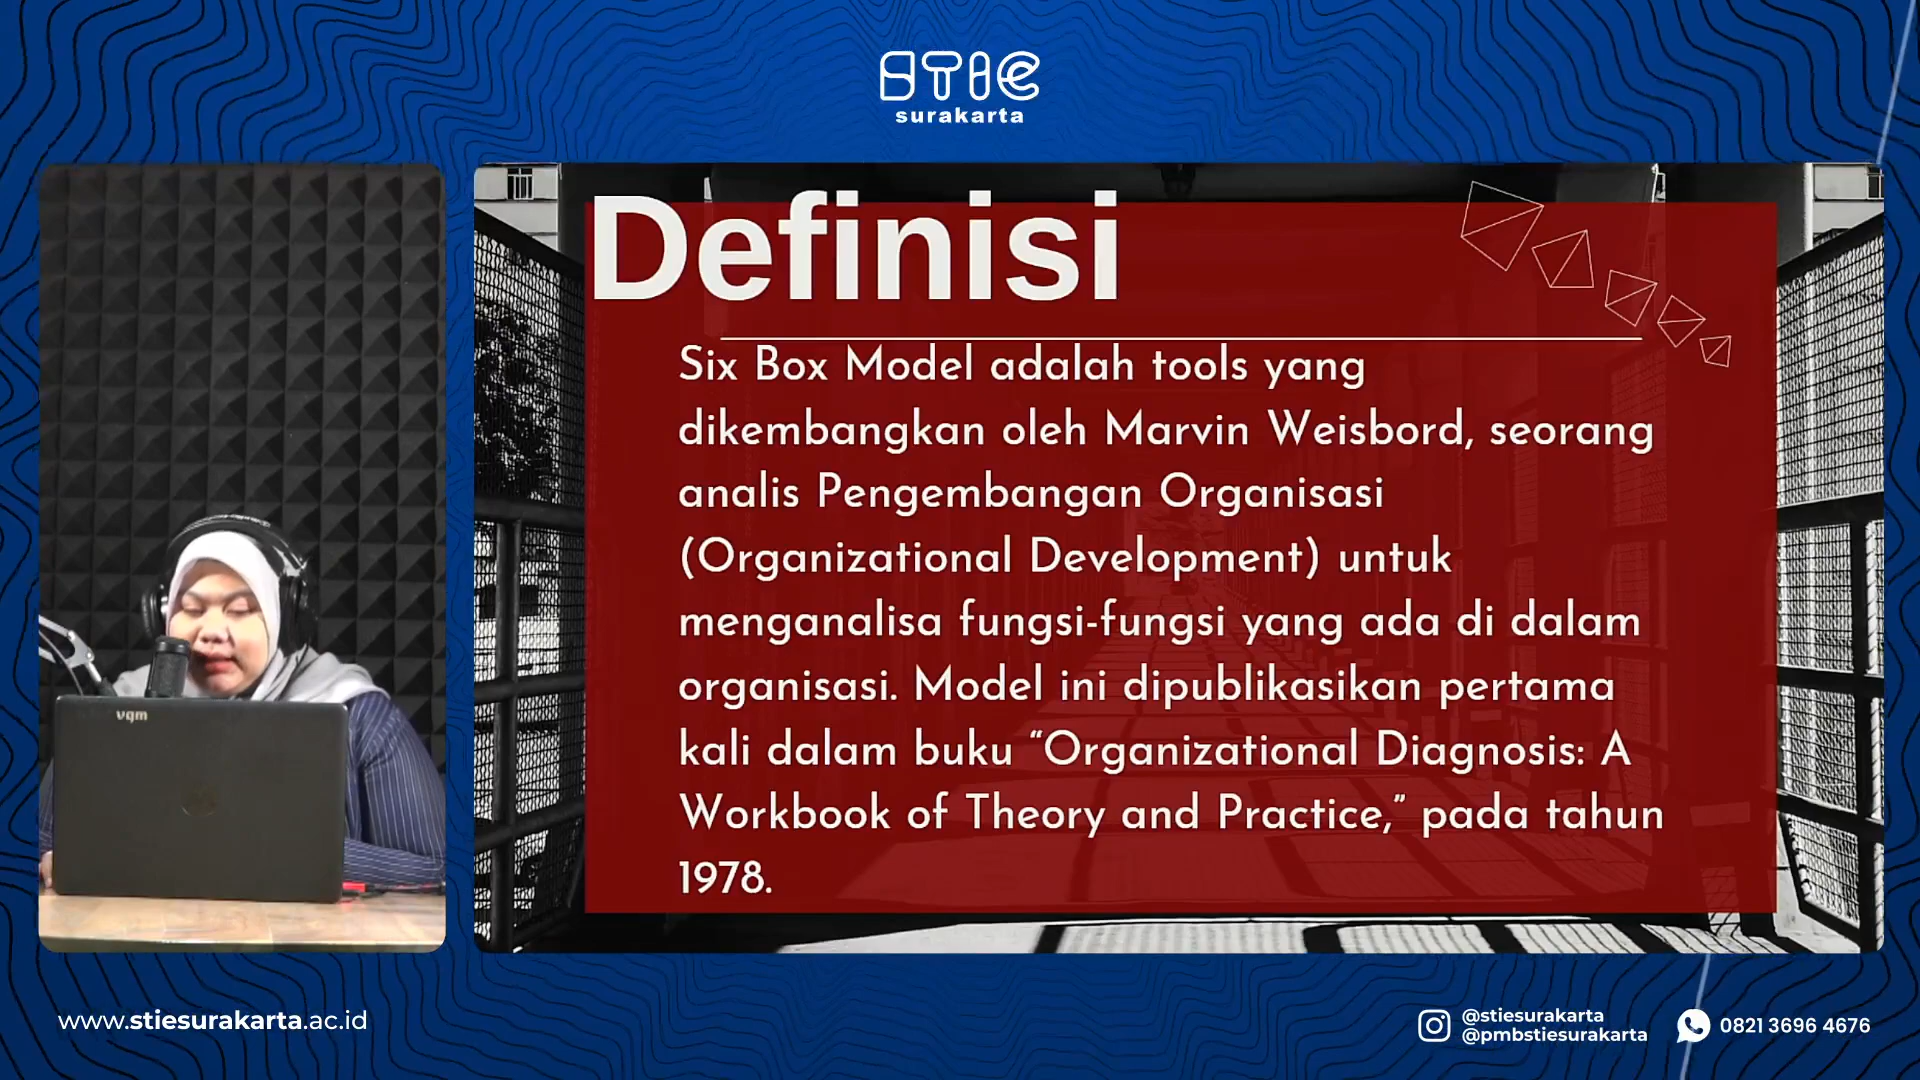 STIE
surakarta
Definisi
Six Box Model adalah tools yang
dikembangkan oleh Marvin Weisbord, seorang
analis Pengembangan Organisasi
(Organizational Development) untuk
menganalisa fungsi-fungsi yang ada di dalam
organisasi. Model ini dipublikasikan pertama
kali dalam buku “Organizational Diagnosis: A
Workbook of Theory and Practice,” pada tahun
1978.
vgm
www.stiesurakarta.ac.id
@stiesurakarta
@pmbstiesurakarta
0821 3696 4676